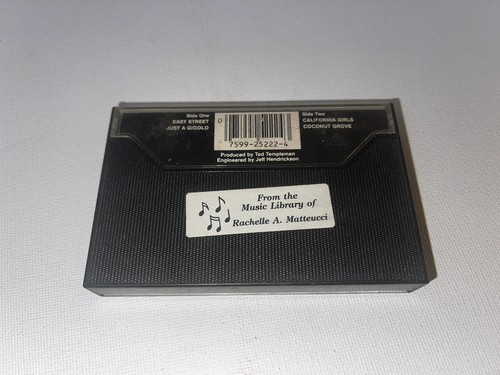 Side One
EASY STREET
JUST A GIGOLO
0
7599-25222-4
Side Two
CALIFORNIA GIRLS
COCONUT GROVE
Produced by Ted Templeman
Engineered by Jeff Hendrickson
From the
Music Library of
Rachelle A. Matteucci